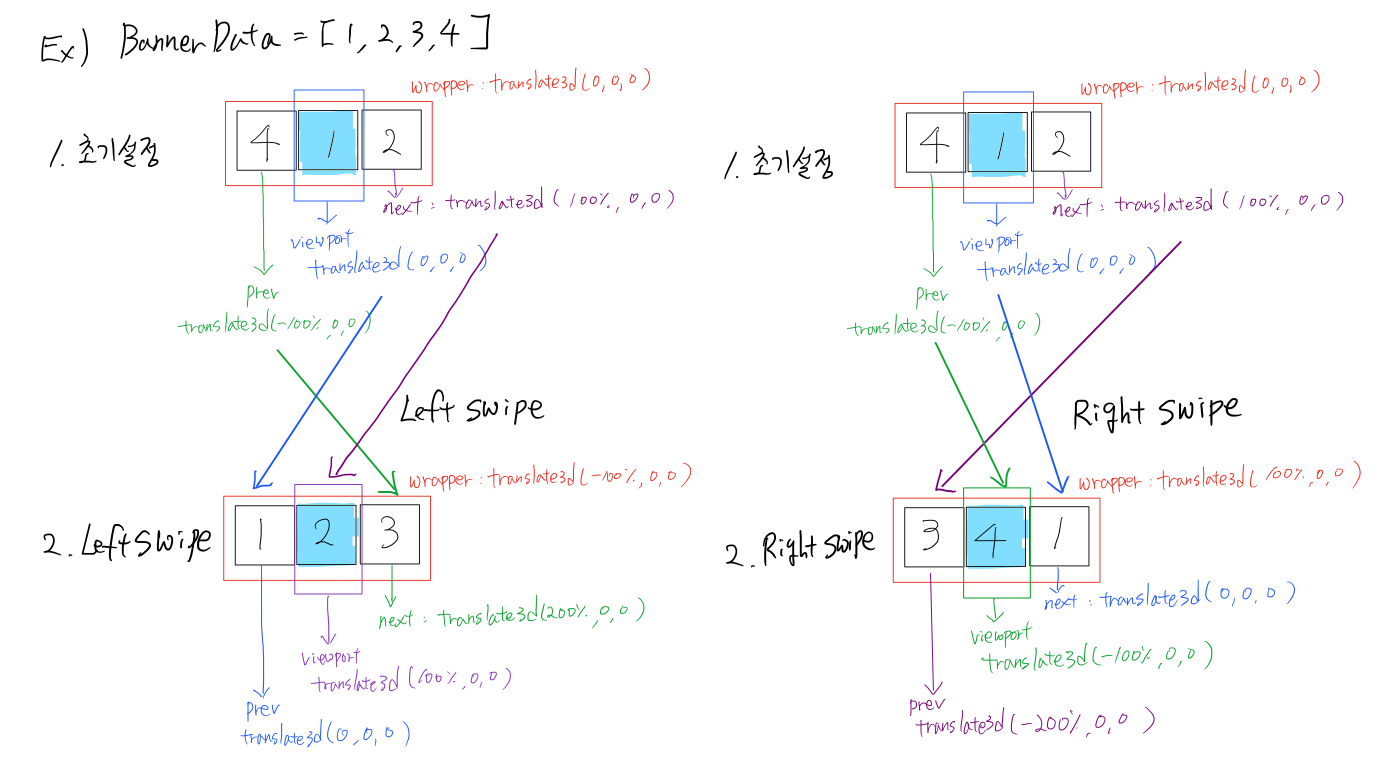 Ex) BannerData = [1, 2, 3, 4]
wrapper : translate3d(0, 0, 0)
1. 초기설정
4 1 2
next : translate3d(100%, 0, 0)
viewport
translate3d(0, 0, 0)
prev
translate3d(-100%, 0, 0)
Left swipe
wrapper : translate3d(-100%, 0, 0)
2. Left swipe
1 2 3
next : translate3d(200%, 0, 0)
viewport
translate3d(100%, 0, 0)
prev
translate3d(0, 0, 0)
wrapper : translate3d(0, 0, 0)
1. 초기설정
4 1 2
next : translate3d(100%, 0, 0)
viewport
translate3d(0, 0, 0)
prev
translate3d(-100%, 0, 0)
Right swipe
wrapper : translate3d(100%, 0, 0)
2. Right swipe
3 4 1
next : translate3d(0, 0, 0)
viewport
translate3d(-100%, 0, 0)
prev
translate3d(-200%, 0, 0)